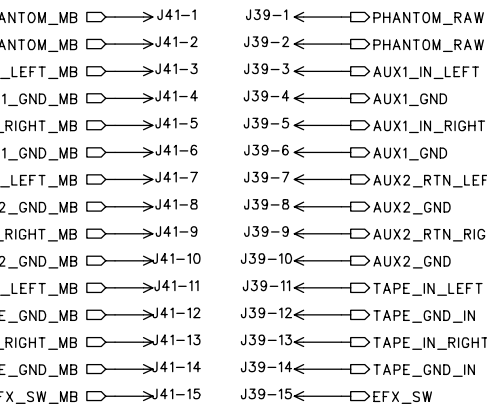 ANTOM_MB J41-1 J39-1 PHANTOM_RAW
ANTOM_MB J41-2 J39-2 PHANTOM_RAW
_LEFT_MB J41-3 J39-3 AUX1_IN_LEFT
1_GND_MB J41-4 J39-4 AUX1_GND
_RIGHT_MB J41-5 J39-5 AUX1_IN_RIGHT
1_GND_MB J41-6 J39-6 AUX1_GND
_LEFT_MB J41-7 J39-7 AUX2_RTN_LEF
2_GND_MB J41-8 J39-8 AUX2_GND
_RIGHT_MB J41-9 J39-9 AUX2_RTN_RIG
2_GND_MB J41-10 J39-10 AUX2_GND
_LEFT_MB J41-11 J39-11 TAPE_IN_LEFT
E_GND_MB J41-12 J39-12 TAPE_GND_IN
_RIGHT_MB J41-13 J39-13 TAPE_IN_RIGHT
E_GND_MB J41-14 J39-14 TAPE_GND_IN
FX_SW_MB J41-15 J39-15 EFX_SW